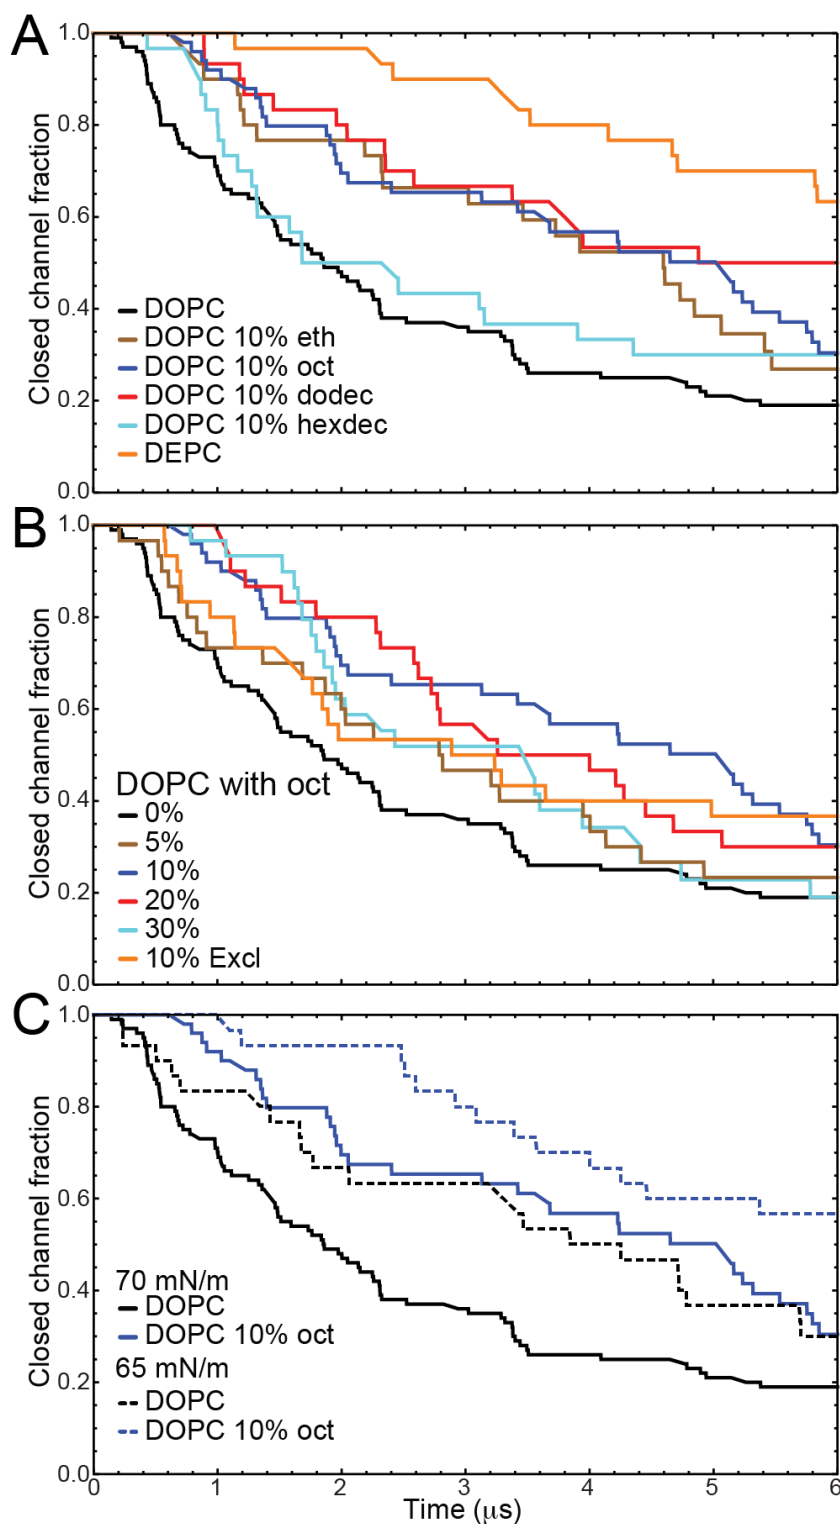 A
1.0
0.8
0.6
0.4
0.2
0.0
Closed channel fraction
DOPC
DOPC 10% eth
DOPC 10% oct
DOPC 10% dodec
DOPC 10% hexdec
DEPC
B
1.0
0.8
0.6
0.4
0.2
0.0
Closed channel fraction
DOPC with oct
0%
5%
10%
20%
30%
10% Excl
C
1.0
0.8
0.6
0.4
0.2
0.0
Closed channel fraction
70 mN/m
DOPC
DOPC 10% oct
65 mN/m
DOPC
DOPC 10% oct
0 1 2 3 4 5 6
Time (μs)